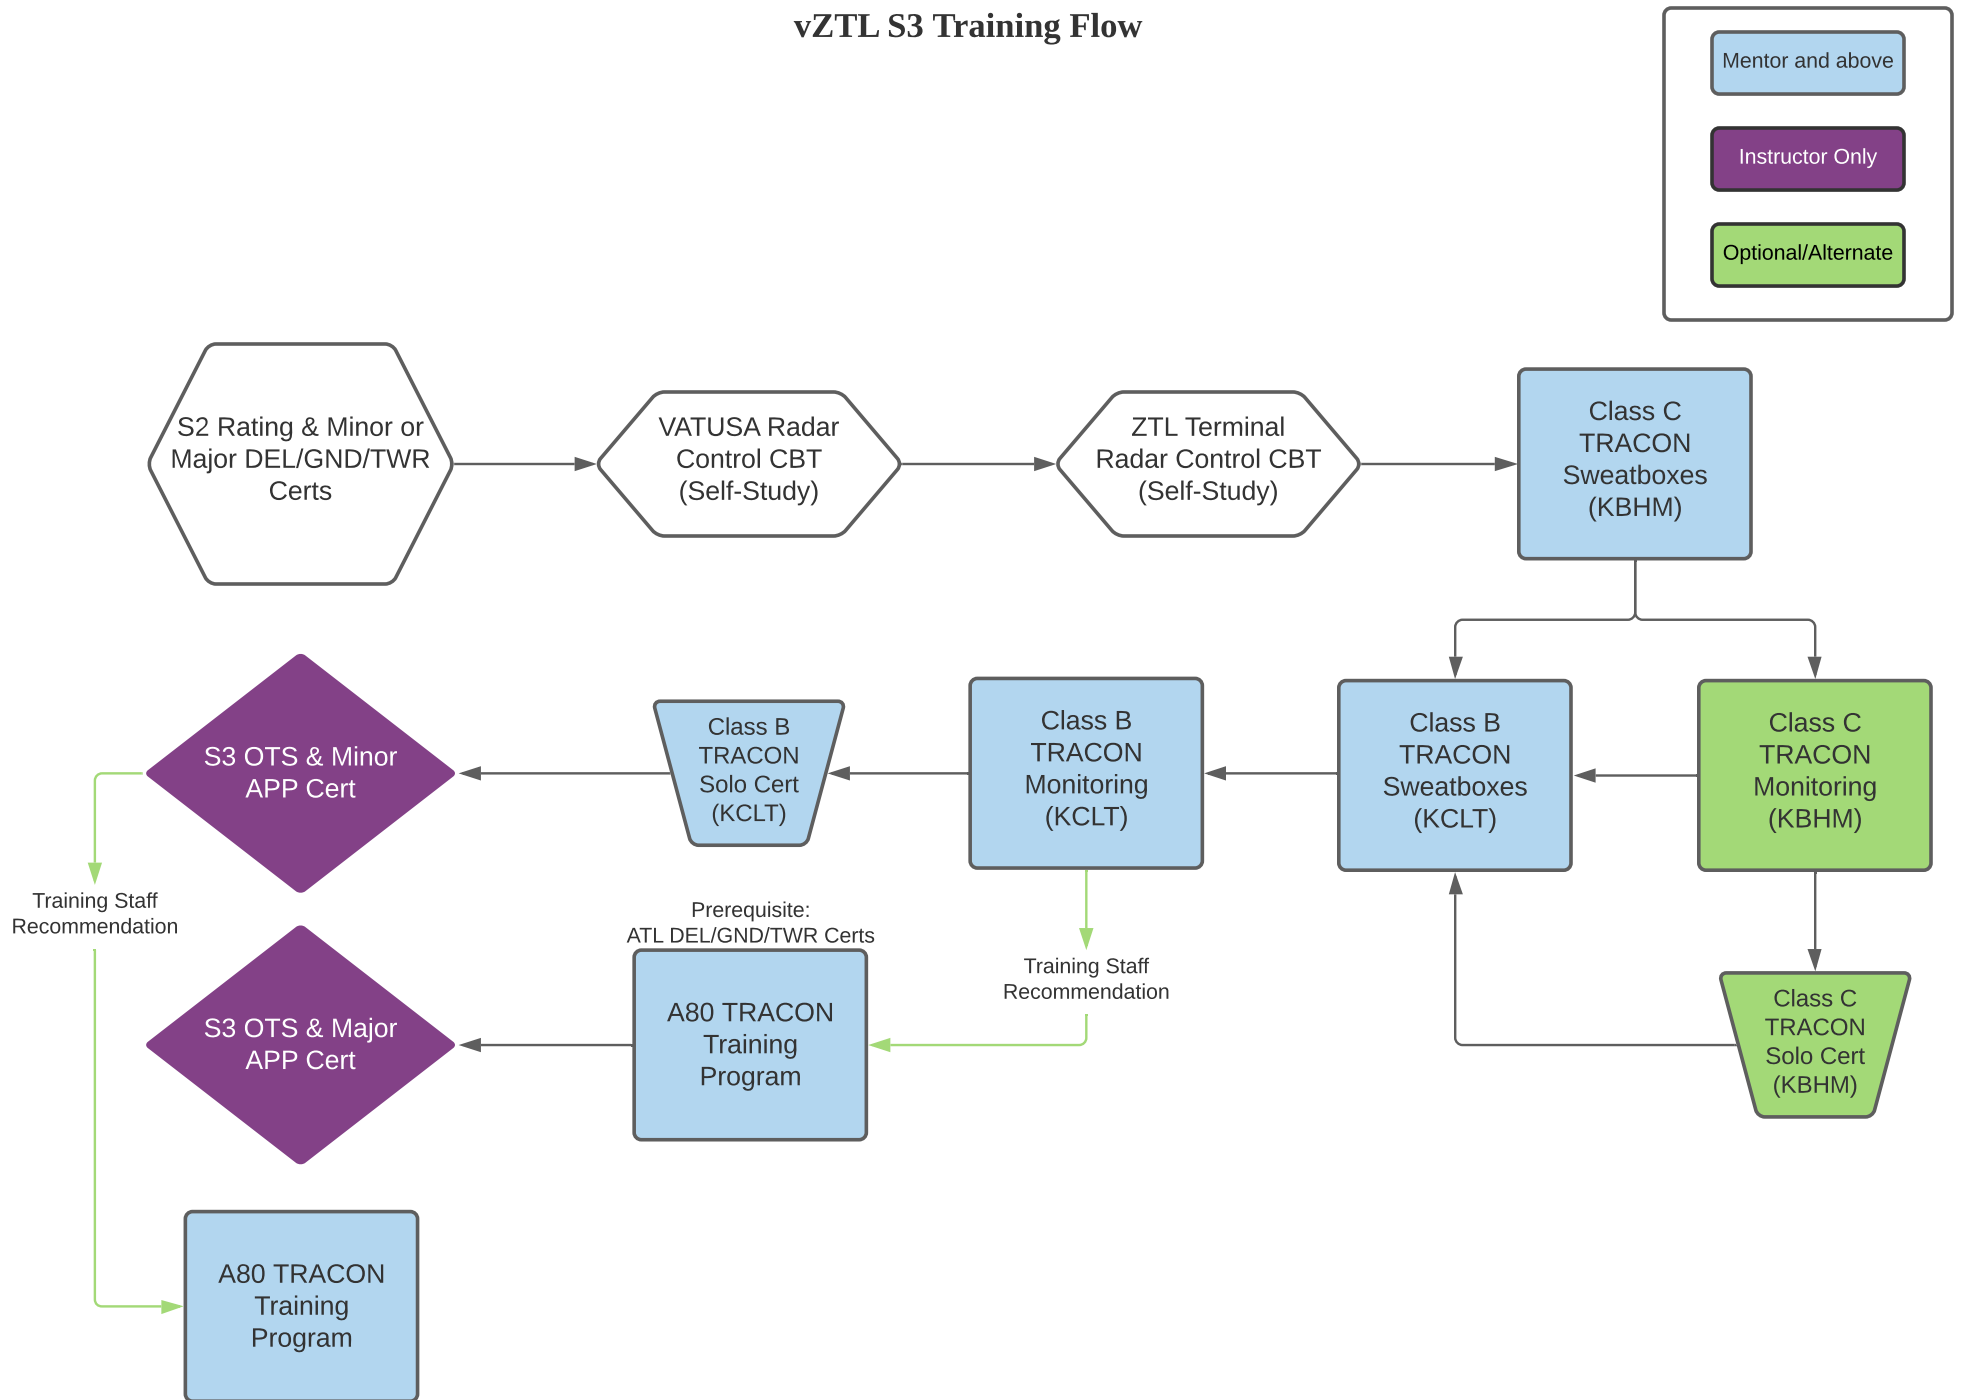 vZTL S3 Training Flow
Mentor and above
Instructor Only
Optional/Alternate
S2 Rating & Minor or
Major DEL/GND/TWR
Certs
VATUSA Radar
Control CBT
(Self-Study)
ZTL Terminal
Radar Control CBT
(Self-Study)
Class C
TRACON
Sweatboxes
(KBHM)
S3 OTS & Minor
APP Cert
Class B
TRACON
Solo Cert
(KCLT)
Class B
TRACON
Monitoring
(KCLT)
Class B
TRACON
Sweatboxes
(KCLT)
Class C
TRACON
Monitoring
(KBHM)
Training Staff
Recommendation
Prerequisite:
ATL DEL/GND/TWR Certs
Training Staff
Recommendation
S3 OTS & Major
APP Cert
A80 TRACON
Training
Program
Class C
TRACON
Solo Cert
(KBHM)
A80 TRACON
Training
Program